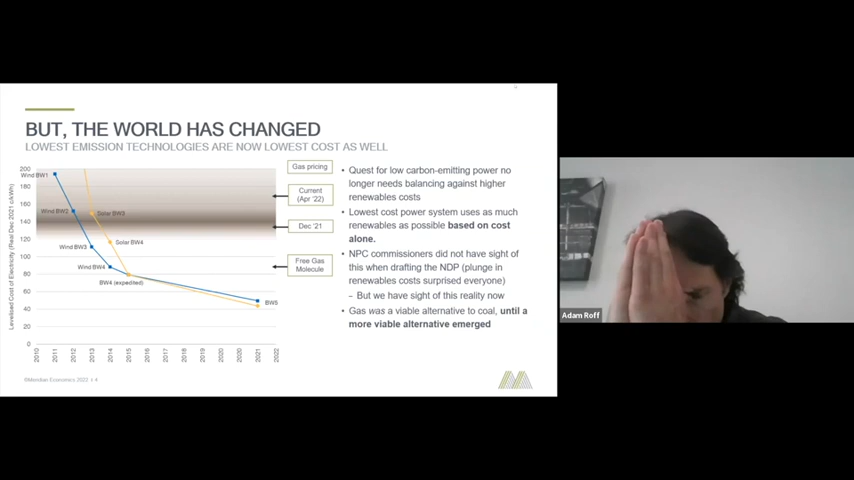 BUT, THE WORLD HAS CHANGED
LOWEST EMISSION TECHNOLOGIES ARE NOW LOWEST COST AS WELL
Levelised Cost of Electricity (Real Dec 2021 c/kWh)
200
180
160
140
120
100
80
60
40
20
0
Wind BW1
Wind BW2
Wind BW3
Wind BW4
Solar BW3
Solar BW4
BW4 (expedited)
BW5
2010
2011
2012
2013
2014
2015
2016
2017
2018
2019
2020
2020
2021
2022
Gas pricing
Current
(Apr '22)
Dec '21
Free Gas
Molecule
• Quest for low carbon-emitting power no
longer needs balancing against higher
renewables costs
• Lowest cost power system uses as much
renewables as possible based on cost
alone.
• NPC commissioners did not have sight of
this when drafting the NDP (plunge in
renewables costs surprised everyone)
– But we have sight of this reality now
• Gas was a viable alternative to coal, until a
more viable alternative emerged
©Meridian Economics 2022 | 4
Adam Roff